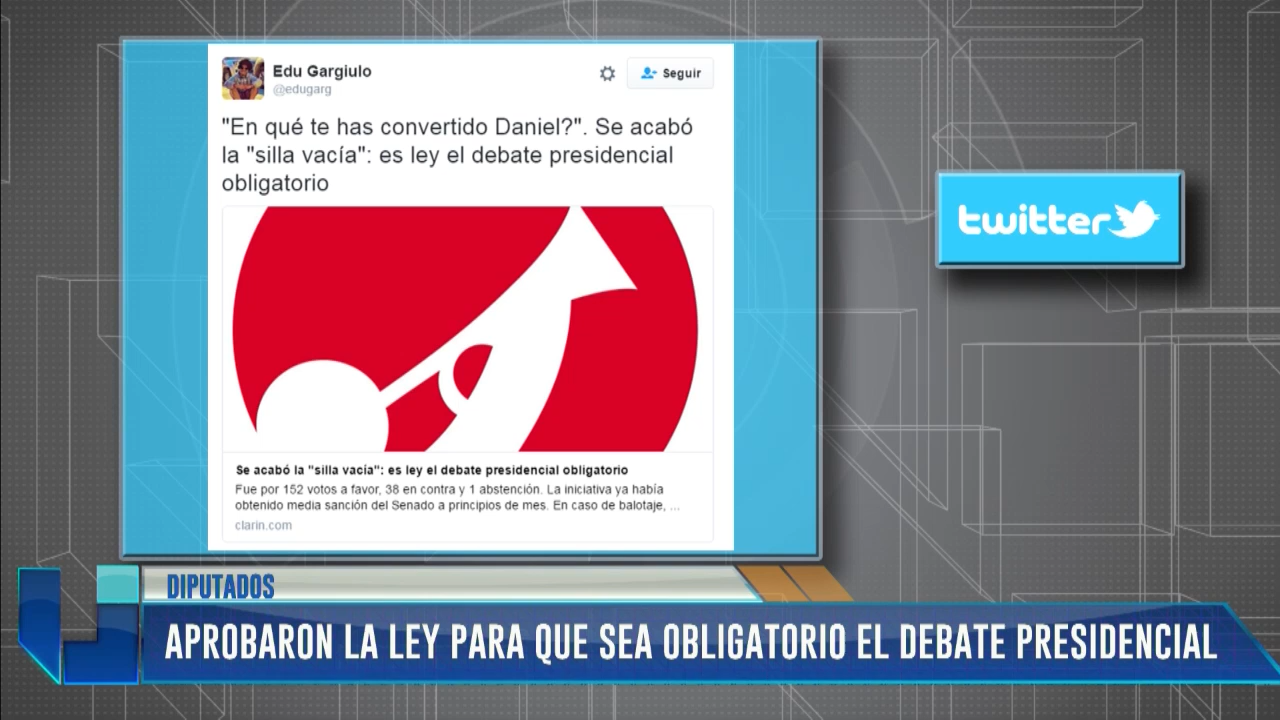 Edu Gargiulo
@edugarg
Seguir
"En qué te has convertido Daniel?". Se acabó
la "silla vacía": es ley el debate presidencial
obligatorio
Se acabó la "silla vacía": es ley el debate presidencial obligatorio
Fue por 152 votos a favor, 38 en contra y 1 abstención. La iniciativa ya había
obtenido media sanción del Senado a principios de mes. En caso de balotaje, ...
clarin.com
twitter
DIPUTADOS
APROBARON LA LEY PARA QUE SEA OBLIGATORIO EL DEBATE PRESIDENCIAL